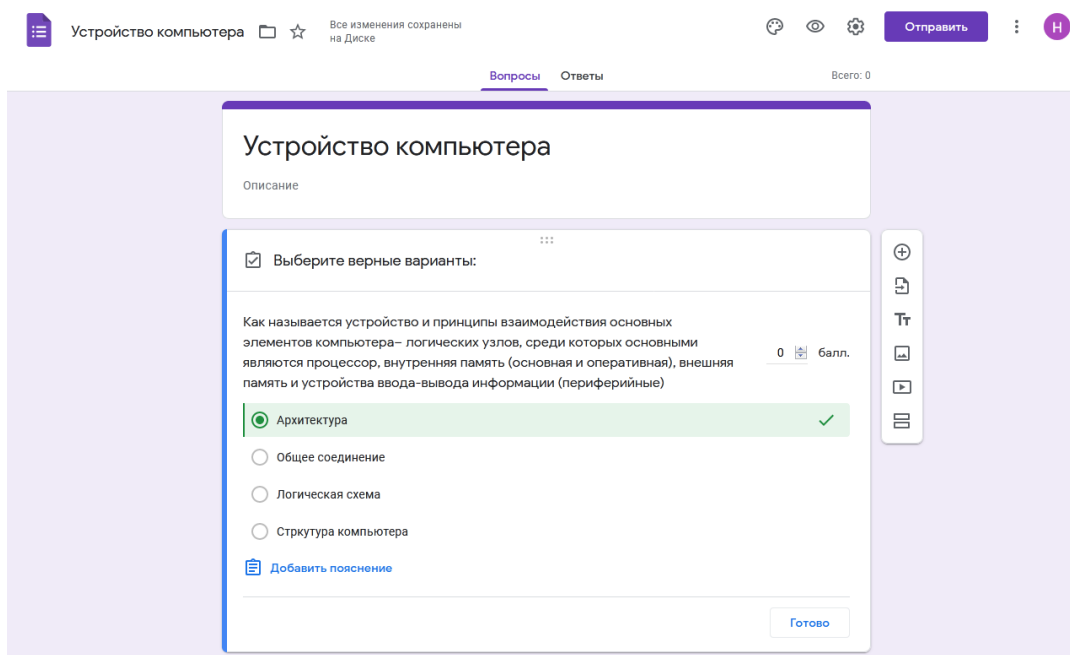 Устройство компьютера
Все изменения сохранены
на Диске
Отправить
Н
Вопросы Ответы
Всего: 0
Устройство компьютера
Описание
Выберите верные варианты:
Как называется устройство и принципы взаимодействия основных
элементов компьютера– логических узлов, среди которых основными
являются процессор, внутренняя память (основная и оперативная), внешняя
память и устройства ввода-вывода информации (периферийные)
0 балл.
Архитектура
Общее соединение
Логическая схема
Стркутура компьютера
Добавить пояснение
Готово